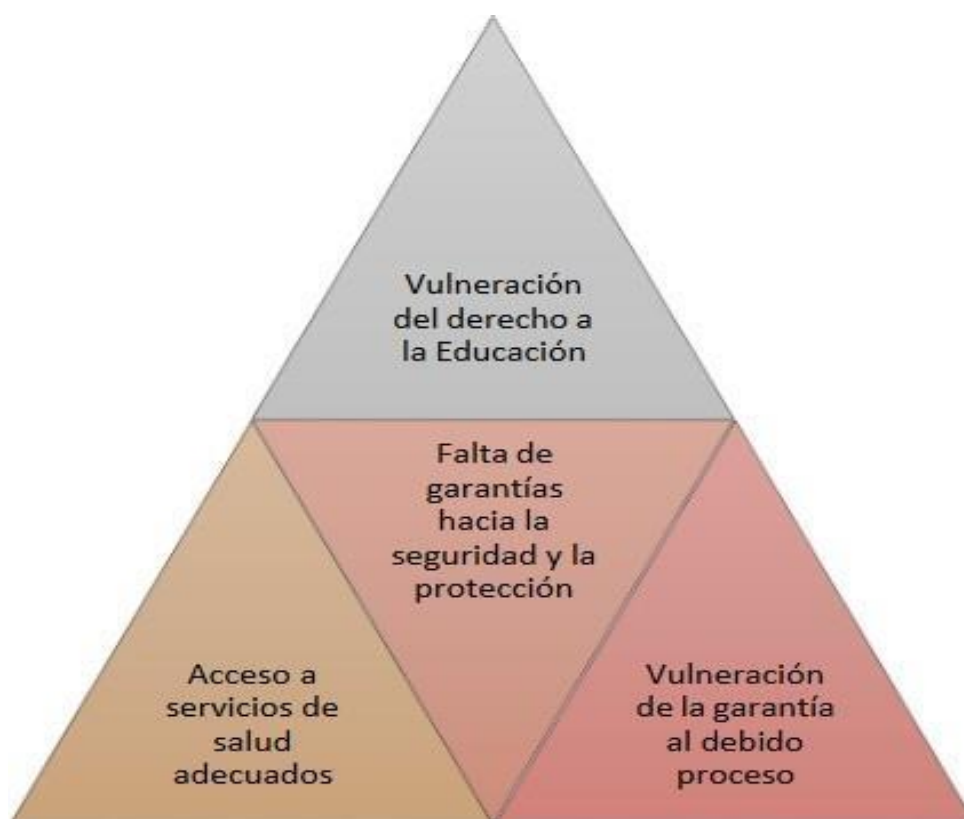 Vulneración
del derecho a
la Educación
Falta de
garantías
hacia la
seguridad y la
protección
Acceso a
servicios de
salud
adecuados
Vulneración
de la garantía
al debido
proceso